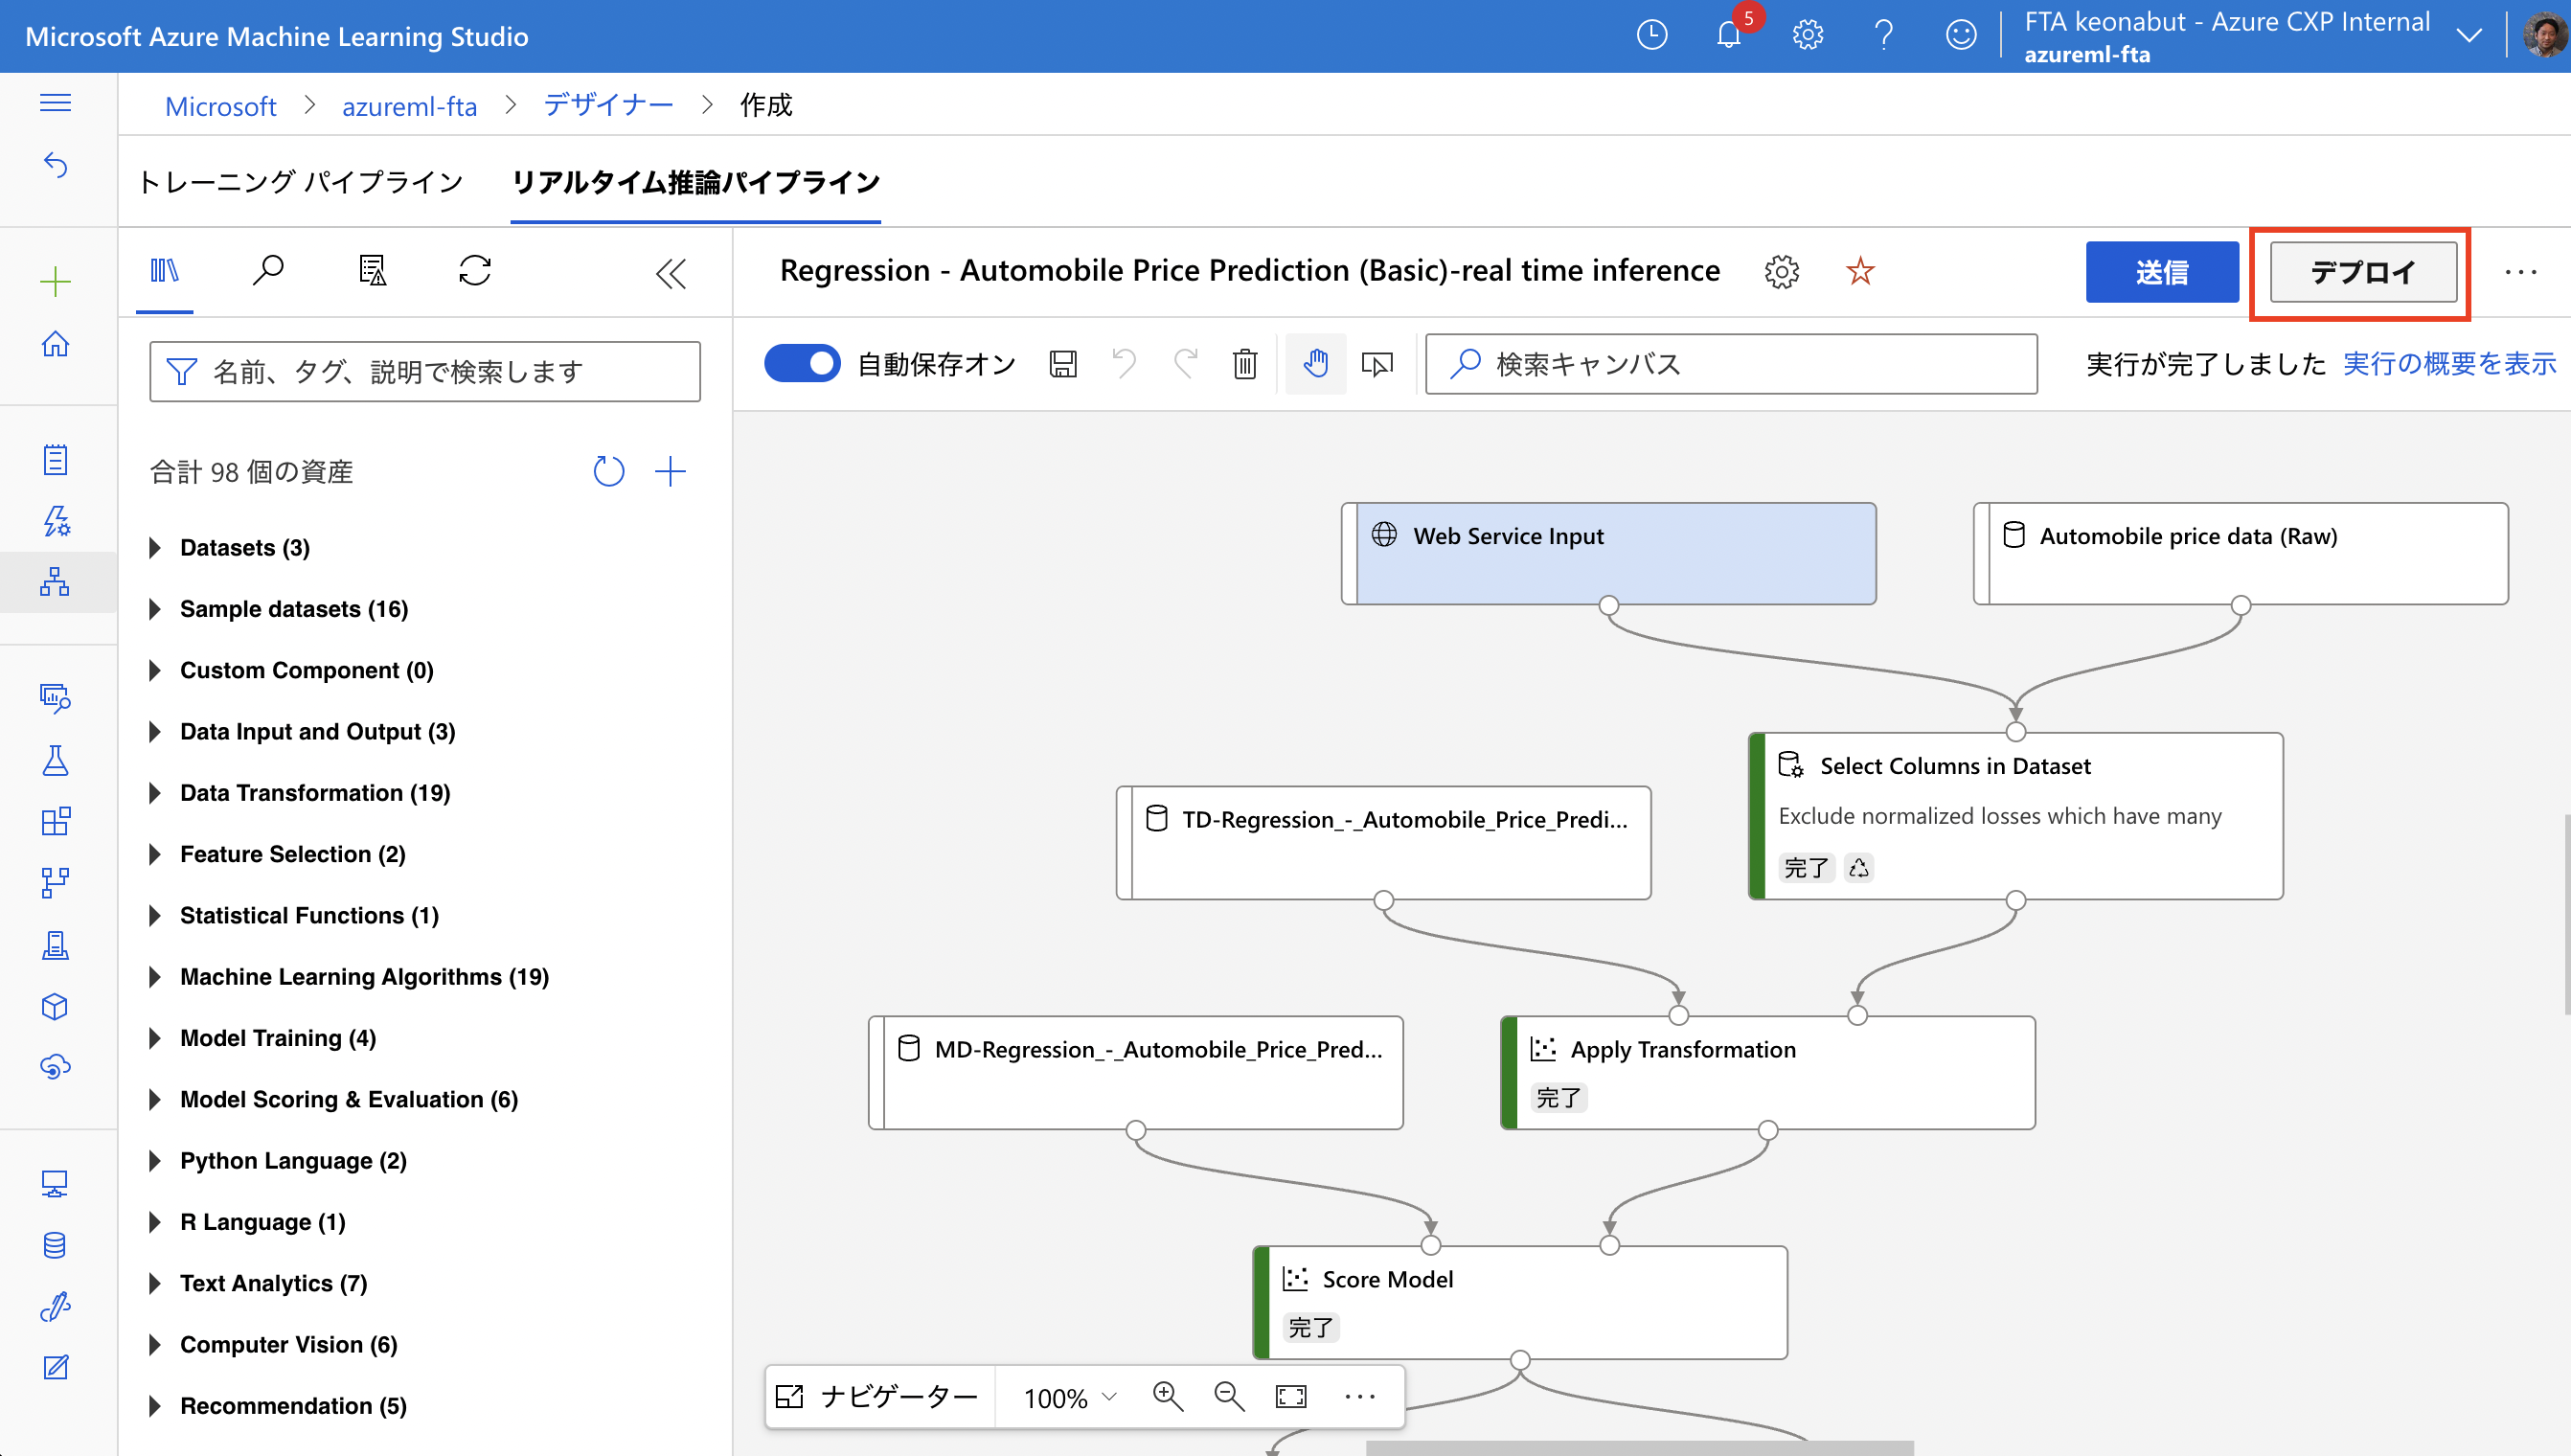 Microsoft Azure Machine Learning Studio
5
FTA keonabut - Azure CXP Internal
azureml-fta
Microsoft > azureml-fta > デザイナー > 作成
トレーニング パイプライン
リアルタイム推論パイプライン
Regression - Automobile Price Prediction (Basic)-real time inference
送信
デプロイ
名前、タグ、説明で検索します
自動保存オン
検索キャンバス
実行が完了しました 実行の概要を表示
合計 98 個の資産
Datasets (3)
Sample datasets (16)
Custom Component (0)
Data Input and Output (3)
Data Transformation (19)
Feature Selection (2)
Statistical Functions (1)
Machine Learning Algorithms (19)
Model Training (4)
Model Scoring & Evaluation (6)
Python Language (2)
R Language (1)
Text Analytics (7)
Computer Vision (6)
Recommendation (5)
Web Service Input
Automobile price data (Raw)
Select Columns in Dataset
Exclude normalized losses which have many
完了
TD-Regression_-_Automobile_Price_Predi...
MD-Regression_-_Automobile_Price_Pred...
Apply Transformation
完了
Score Model
完了
ナビゲーター
100%